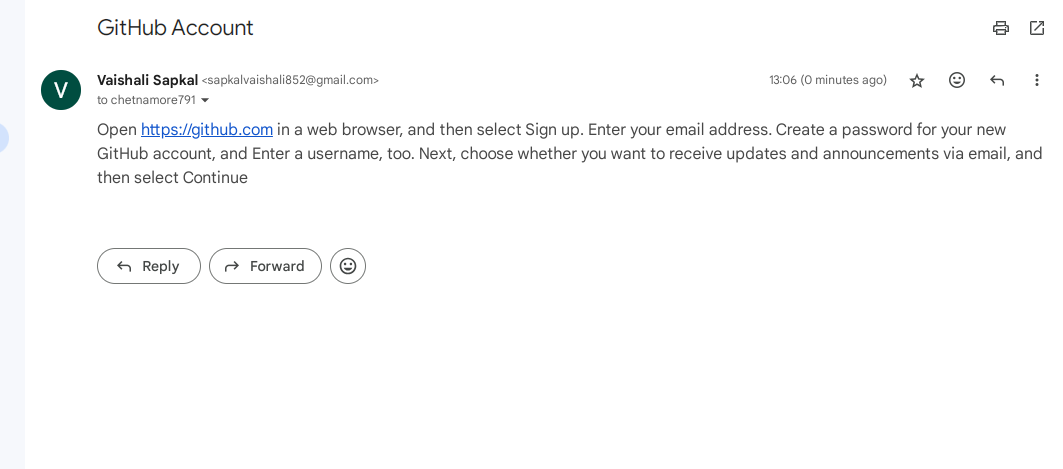 GitHub Account
V
Vaishali Sapkal <sapkalvaishali852@gmail.com>
13:06 (0 minutes ago)
to chetnamore791
Open https://github.com in a web browser, and then select Sign up. Enter your email address. Create a password for your new
GitHub account, and Enter a username, too. Next, choose whether you want to receive updates and announcements via email, and
then select Continue
Reply
Forward